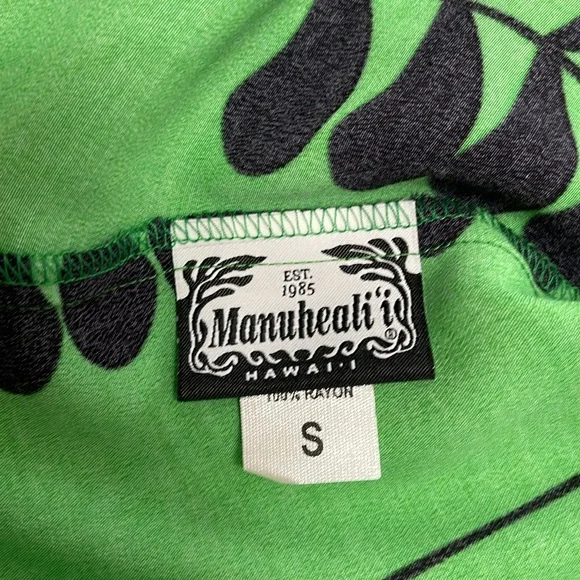 EST.
1985
Manuheali'i
®
HAWAI'I
100% RAYON
S